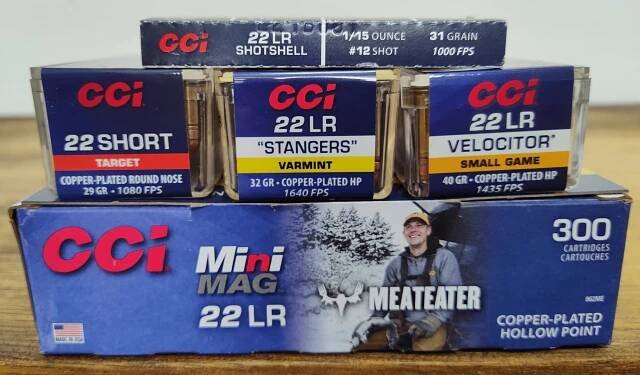 CCI
22 LR
SHOTSHELL
1/15 OUNCE
#12 SHOT
31 GRAIN
1000 FPS
CCI
22 SHORT
TARGET
COPPER-PLATED ROUND NOSE
29 GR - 1080 FPS
CCI
22 LR
"STANGERS"
VARMINT
32 GR - COPPER-PLATED HP
1640 FPS
CCI
22 LR
VELOCITOR®
SMALL GAME
40 GR - COPPER-PLATED HP
1435 FPS
CCI
Mini
MAG
22 LR
MADE IN USA
MEATEATER
300
CARTRIDGES
CARTOUCHES
962ME
COPPER-PLATED
HOLLOW POINT